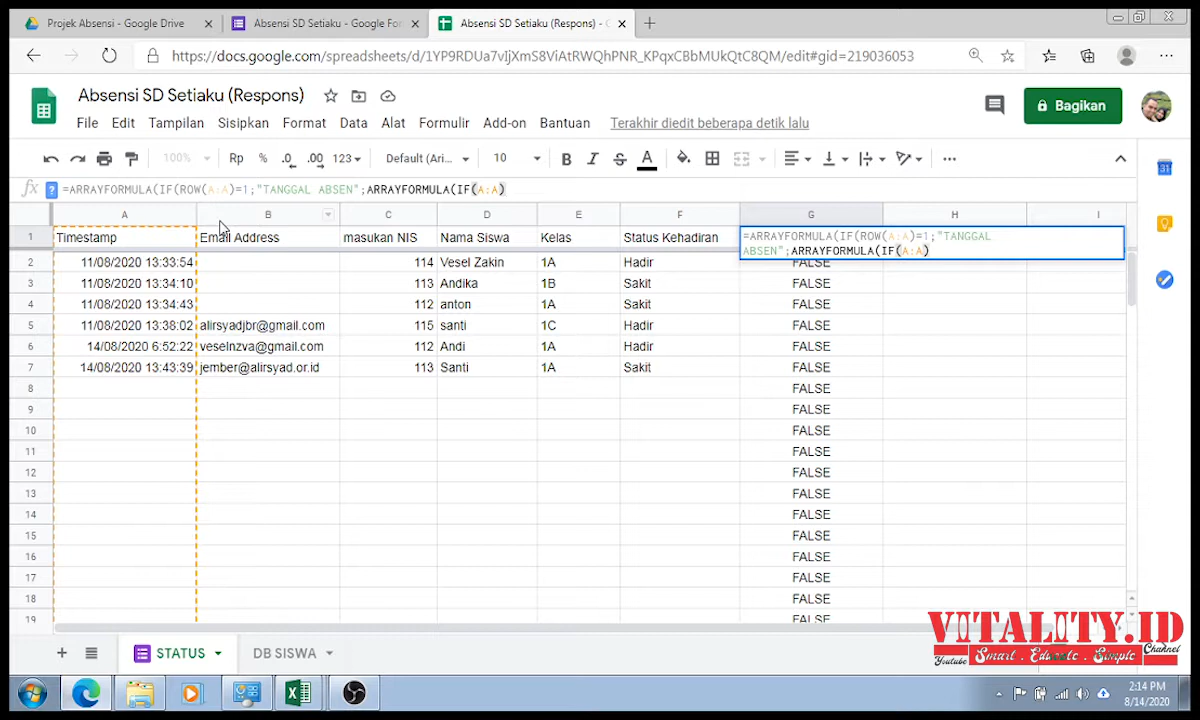 Projek Absensi - Google Drive
Absensi SD Setiaku - Google For
Absensi SD Setiaku (Respons) -
https://docs.google.com/spreadsheets/d/1YP9RDUa7vIjXmS8ViAtRWQhPNR_KPqxCBbMUkQtC8QM/edit#gid=219036053
Absensi SD Setiaku (Respons)
Bagikan
File Edit Tampilan Sisipkan Format Data Alat Formulir Add-on Bantuan Terakhir diedit beberapa detik lalu
100% Rp % .0 .00 123 Default (Ari... 10 B I S A
fx ? =ARRAYFORMULA(IF(ROW(A:A)=1;"TANGGAL ABSEN";ARRAYFORMULA(IF(A:A)
A B C D E F G H I
1 Timestamp Email Address masukan NIS Nama Siswa Kelas Status Kehadiran =ARRAYFORMULA(IF(ROW(A:A)=1;"TANGGAL
ABSEN";ARRAYFORMULA(IF(A:A)
2 11/08/2020 13:33:54 114 Vesel Zakin 1A Hadir FALSE
3 11/08/2020 13:34:10 113 Andika 1B Sakit FALSE
4 11/08/2020 13:34:43 112 anton 1A Sakit FALSE
5 11/08/2020 13:38:02 alirsyadjbr@gmail.com 115 santi 1C Hadir FALSE
6 14/08/2020 6:52:22 veselnzva@gmail.com 112 Andi 1A Hadir FALSE
7 14/08/2020 13:43:39 jember@alirsyad.or.id 113 Santi 1A Sakit FALSE
8 FALSE
9 FALSE
10 FALSE
11 FALSE
12 FALSE
13 FALSE
14 FALSE
15 FALSE
16 FALSE
17 FALSE
18 FALSE
19 FALSE
VITALITY.ID
Youtube Smart . Educate . Simple Channel
STATUS DB SISWA
2:14 PM
8/14/2020